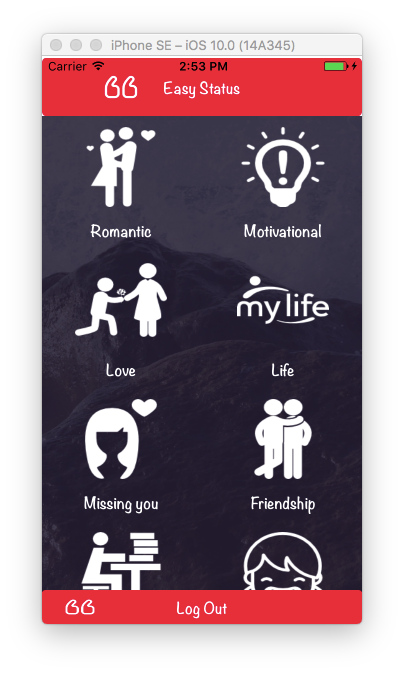 iPhone SE – iOS 10.0 (14A345)
Carrier 2:53 PM
Easy Status
Romantic Motivational
my life
Love Life
Missing you Friendship
Log Out